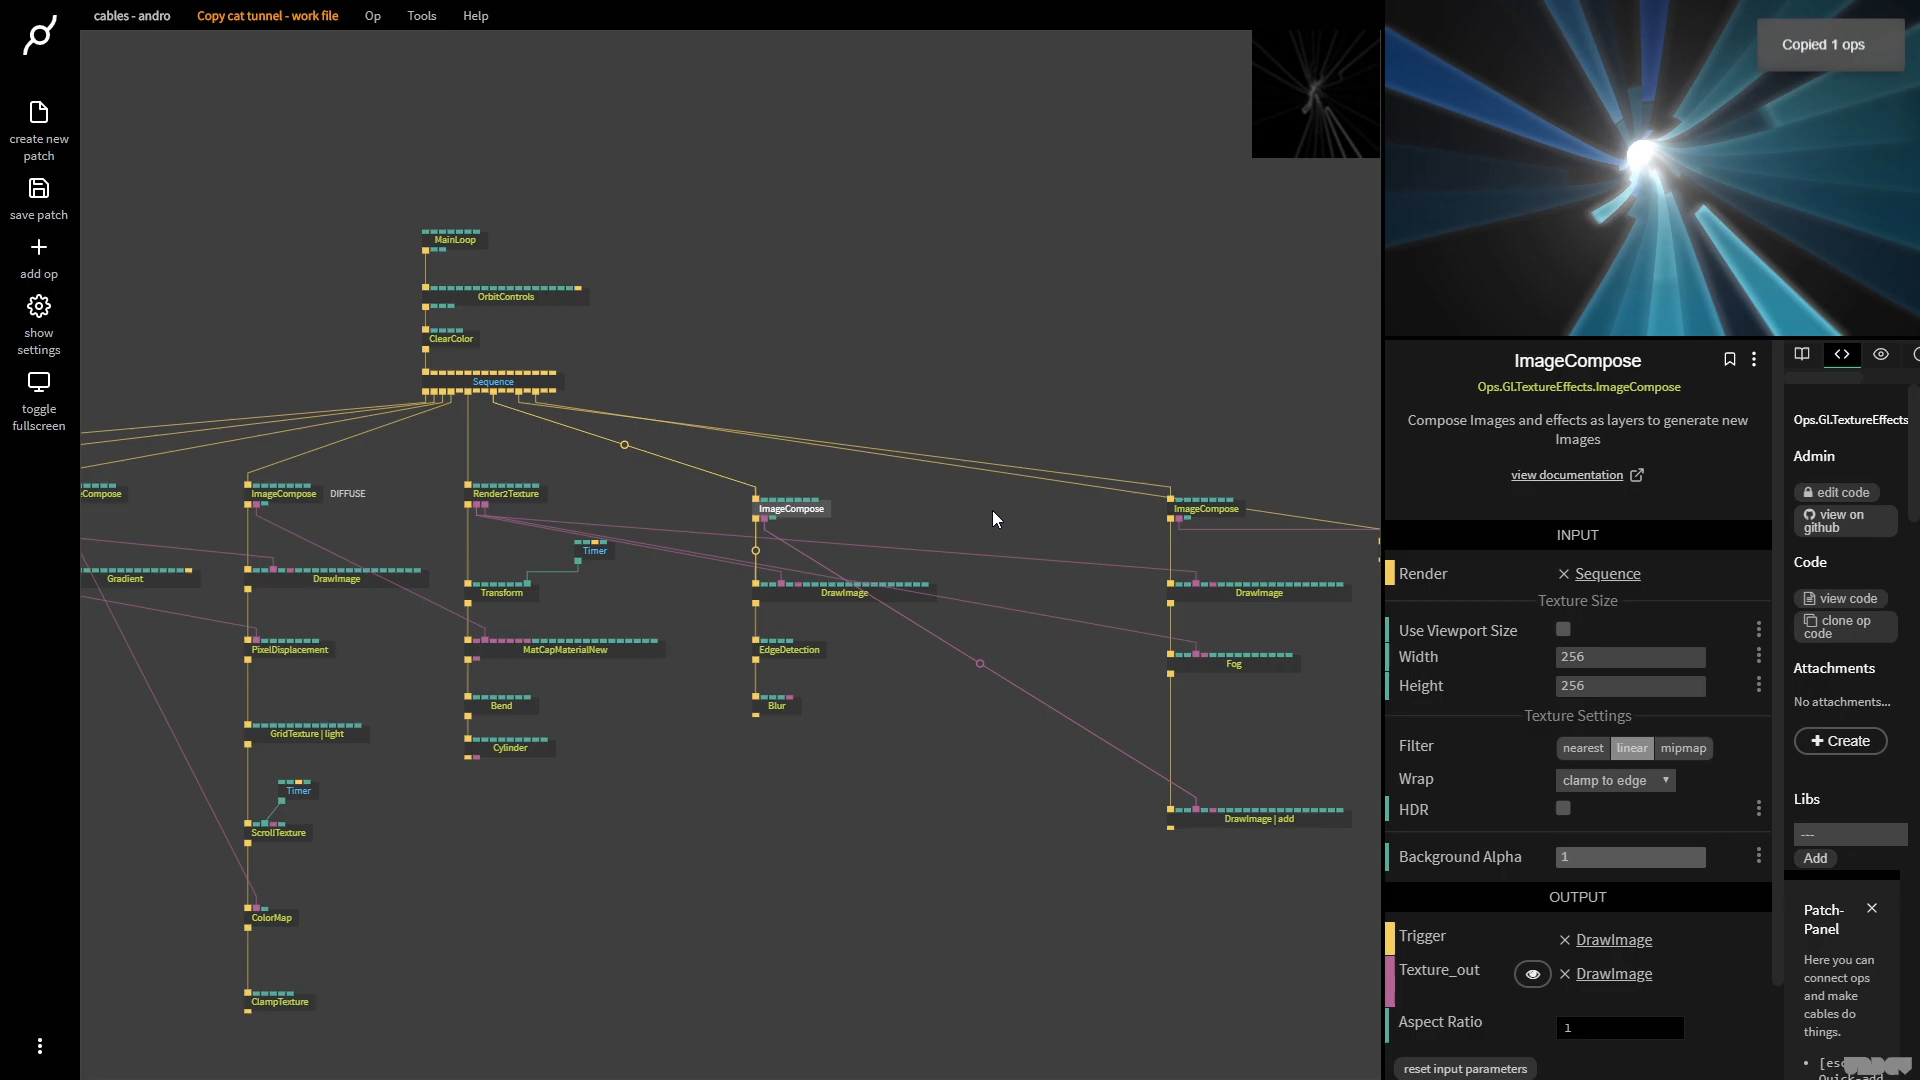 cables - andro
Copy cat tunnel - work file
Op
Tools
Help
create new
patch
save patch
add op
show
settings
toggle
fullscreen
MainLoop
OrbitControls
ClearColor
Sequence
eCompose
ImageCompose
DIFFUSE
Render2Texture
ImageCompose
ImageCompose
Timer
Gradient
DrawImage
Transform
DrawImage
DrawImage
PixelDisplacement
MatCapMaterialNew
EdgeDetection
Fog
Bend
Blur
GridTexture | light
Cylinder
Timer
ScrollTexture
DrawImage | add
ColorMap
ClampTexture
Copied 1 ops
ImageCompose
Ops.Gl.TextureEffects.ImageCompose
Compose Images and effects as layers to generate new
Images
view documentation
INPUT
Render
Sequence
Texture Size
Use Viewport Size
Width
256
Height
256
Texture Settings
Filter
nearest
linear
mipmap
Wrap
clamp to edge
HDR
Background Alpha
1
OUTPUT
Trigger
DrawImage
Texture_out
DrawImage
Aspect Ratio
1
reset input parameters
Ops.Gl.TextureEffects
Admin
edit code
view on
github
Code
view code
clone op
code
Attachments
No attachments...
+ Create
Libs
---
Add
Patch-
Panel
Here you can
connect ops
and make
cables do
things.